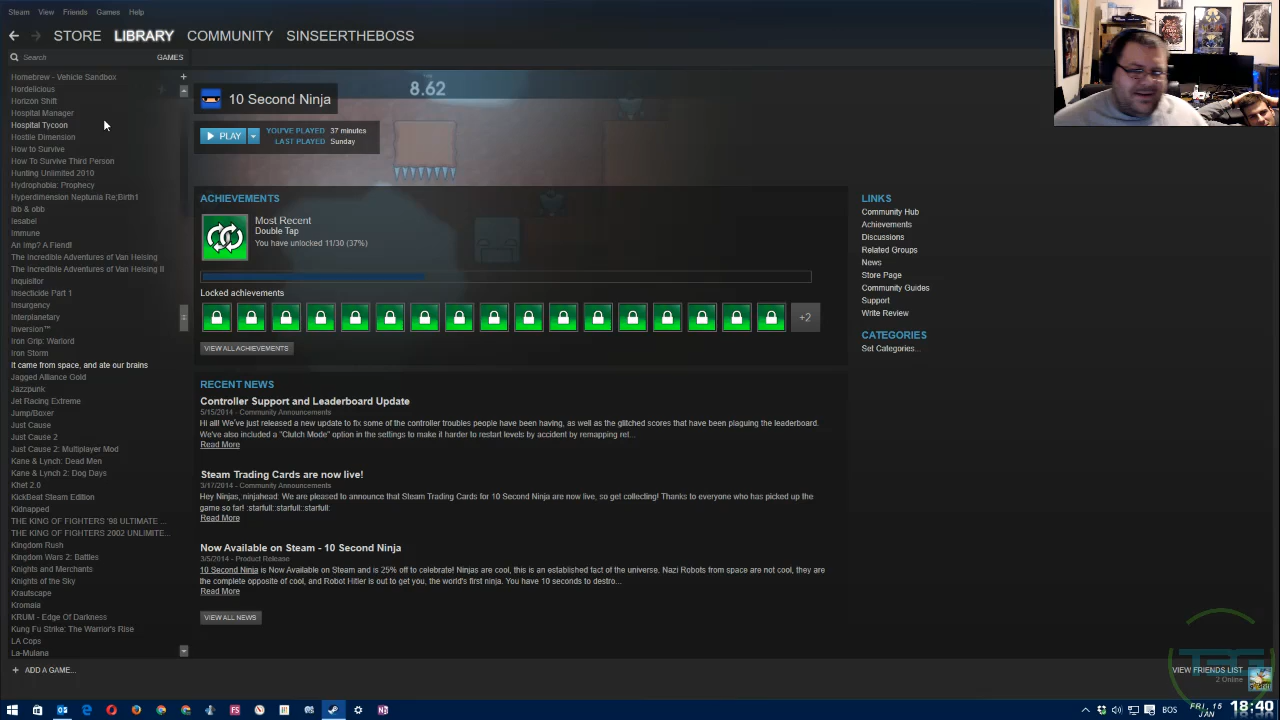 Steam View Friends Games Help
STORE LIBRARY COMMUNITY SINSEERTHEBOSS
Search GAMES
Homebrew - Vehicle Sandbox
Hordelicious
Horizon Shift
Hospital Manager
Hospital Tycoon
Hostile Dimension
How to Survive
How To Survive Third Person
Hunting Unlimited 2010
Hydrophobia: Prophecy
Hyperdimension Neptunia Re;Birth1
ibb & obb
Iesabel
Immune
An Imp? A Fiend!
The Incredible Adventures of Van Helsing
The Incredible Adventures of Van Helsing II
Inquisitor
Insecticide Part 1
Insurgency
Interplanetary
Inversion™
Iron Grip: Warlord
Iron Storm
It came from space, and ate our brains
Jagged Alliance Gold
Jazzpunk
Jet Racing Extreme
Jump/Boxer
Just Cause
Just Cause 2
Just Cause 2: Multiplayer Mod
Kane & Lynch: Dead Men
Kane & Lynch 2: Dog Days
Khet 2.0
KickBeat Steam Edition
Kidnapped
THE KING OF FIGHTERS '98 ULTIMATE ...
THE KING OF FIGHTERS 2002 UNLIMITE...
Kingdom Rush
Kingdom Wars 2: Battles
Knights and Merchants
Knights of the Sky
Krautscape
Kromaia
KRUM - Edge Of Darkness
Kung Fu Strike: The Warrior's Rise
LA Cops
La-Mulana
+ ADD A GAME...
8.62
10 Second Ninja
PLAY
YOU'VE PLAYED 37 minutes
LAST PLAYED Sunday
ACHIEVEMENTS
Most Recent
Double Tap
You have unlocked 11/30 (37%)
Locked achievements
+2
VIEW ALL ACHIEVEMENTS
RECENT NEWS
Controller Support and Leaderboard Update
5/15/2014 - Community Announcements
Hi all! We've just released a new update to fix some of the controller troubles people have been having, as well as the glitched scores that have been plaguing the leaderboard.
We've also included a "Clutch Mode" option in the settings to make it harder to restart levels by accident by remapping ret...
Read More
Steam Trading Cards are now live!
3/17/2014 - Community Announcements
Hey Ninjas, :ninjahead: We are pleased to announce that Steam Trading Cards for 10 Second Ninja are now live, so get collecting! Thanks to everyone who has picked up the
game so far! :starfull::starfull::starfull:
Read More
Now Available on Steam - 10 Second Ninja
3/5/2014 - Product Release
10 Second Ninja is Now Available on Steam and is 25% off to celebrate! Ninjas are cool, this is an established fact of the universe. Nazi Robots from space are not cool, they
are the complete opposite of cool, and Robot Hitler is out to get you, the world's first ninja. You have 10 seconds to destro...
Read More
VIEW ALL NEWS
LINKS
Community Hub
Achievements
Discussions
Related Groups
News
Store Page
Community Guides
Support
Write Review
CATEGORIES
Set Categories...
VIEW FRIENDS LIST
2 Online
BOS
FRI, 15
JAN
18:40